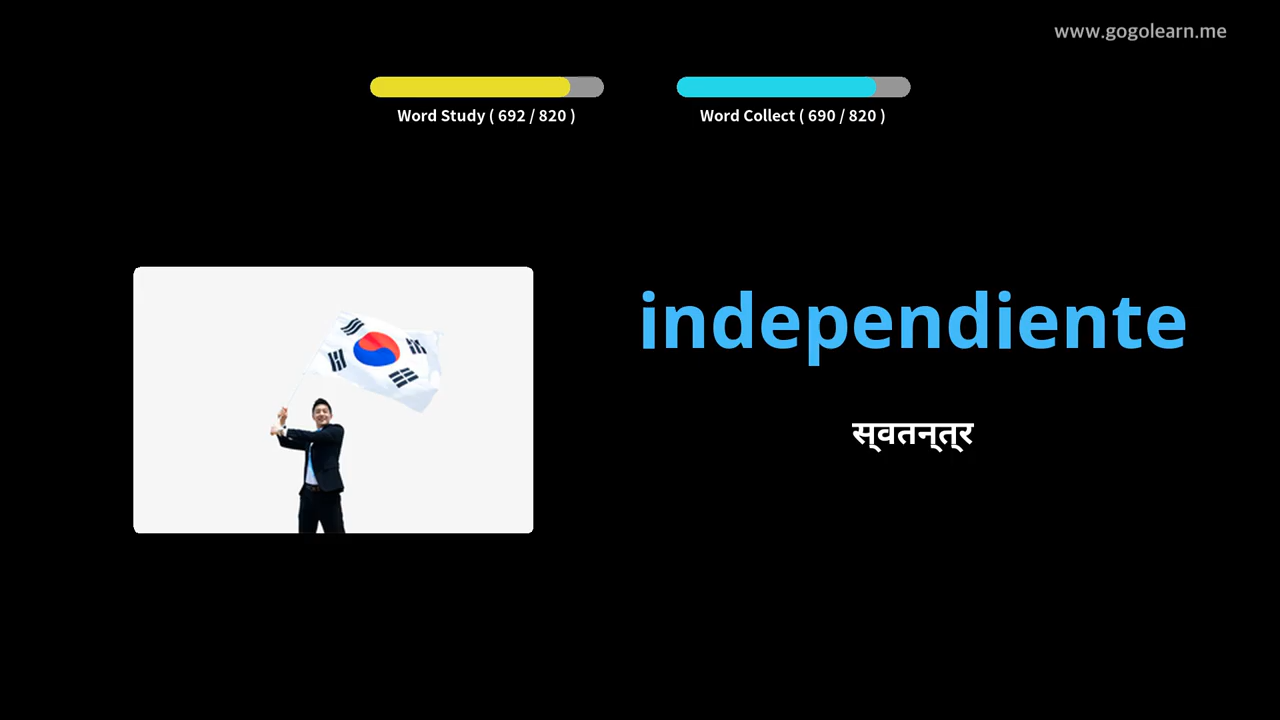 www.gogolearn.me
Word Study ( 692 / 820 )
Word Collect ( 690 / 820 )
independiente
स्वतन्त्र